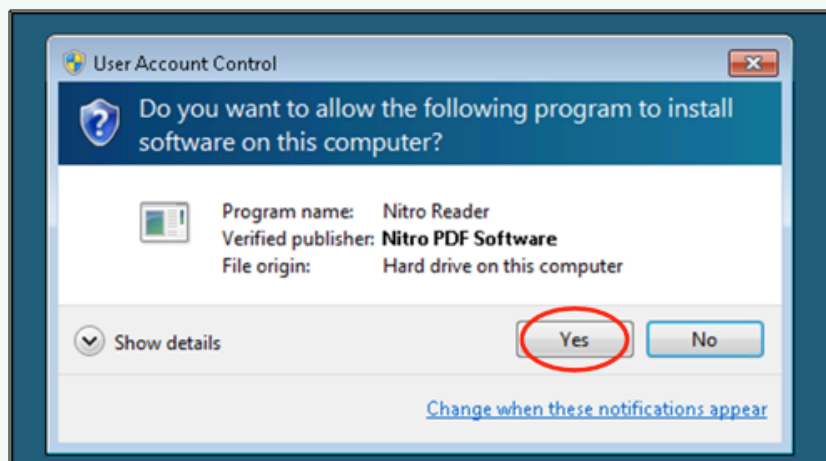 User Account Control
Do you want to allow the following program to install
software on this computer?
Program name: Nitro Reader
Verified publisher: Nitro PDF Software
File origin: Hard drive on this computer
Show details
Yes
No
Change when these notifications appear